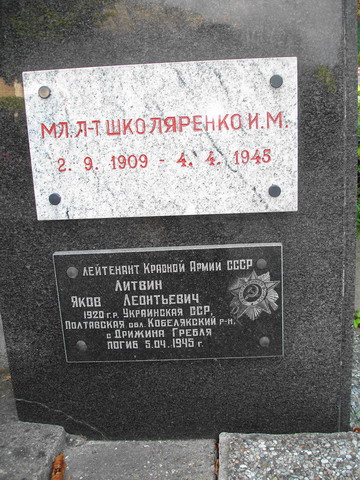 МЛ. Л-Т ШКОЛЯРЕНКО И.М.
2. 9. 1909 - 4. 4. 1945
ЛЕЙТЕНАНТ КРАСНОЙ АРМИИ СССР
ЛИТВИН
ЯКОВ ЛЕОНТЬЕВИЧ
1920 г.р. УКРАИНСКАЯ ССР,
ПОЛТАВСКАЯ ОБЛ. КОБЕЛЯКСКИЙ Р-Н,
с ДРИЖИНА ГРЕБЛЯ
ПОГИБ 5.04.1945 г.